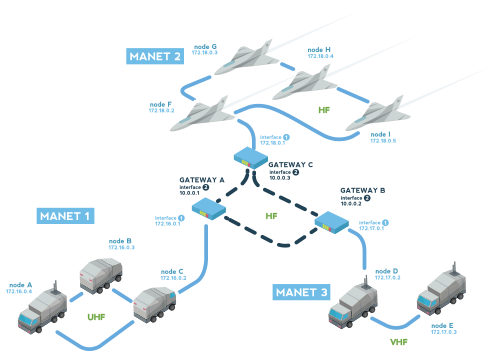 node G
172.18.0.3
node H
172.18.0.4
MANET 2
node F
172.18.0.2
HF
node I
172.18.0.5
interface 1
172.18.0.1
GATEWAY C
interface 2
10.0.0.3
GATEWAY A
interface 2
10.0.0.1
GATEWAY B
interface 2
10.0.0.2
interface 1
172.16.0.1
HF
interface 1
172.17.0.1
MANET 1
node B
172.16.0.3
node C
172.16.0.2
node A
172.16.0.4
UHF
node D
172.17.0.2
MANET 3
node E
172.17.0.3
VHF